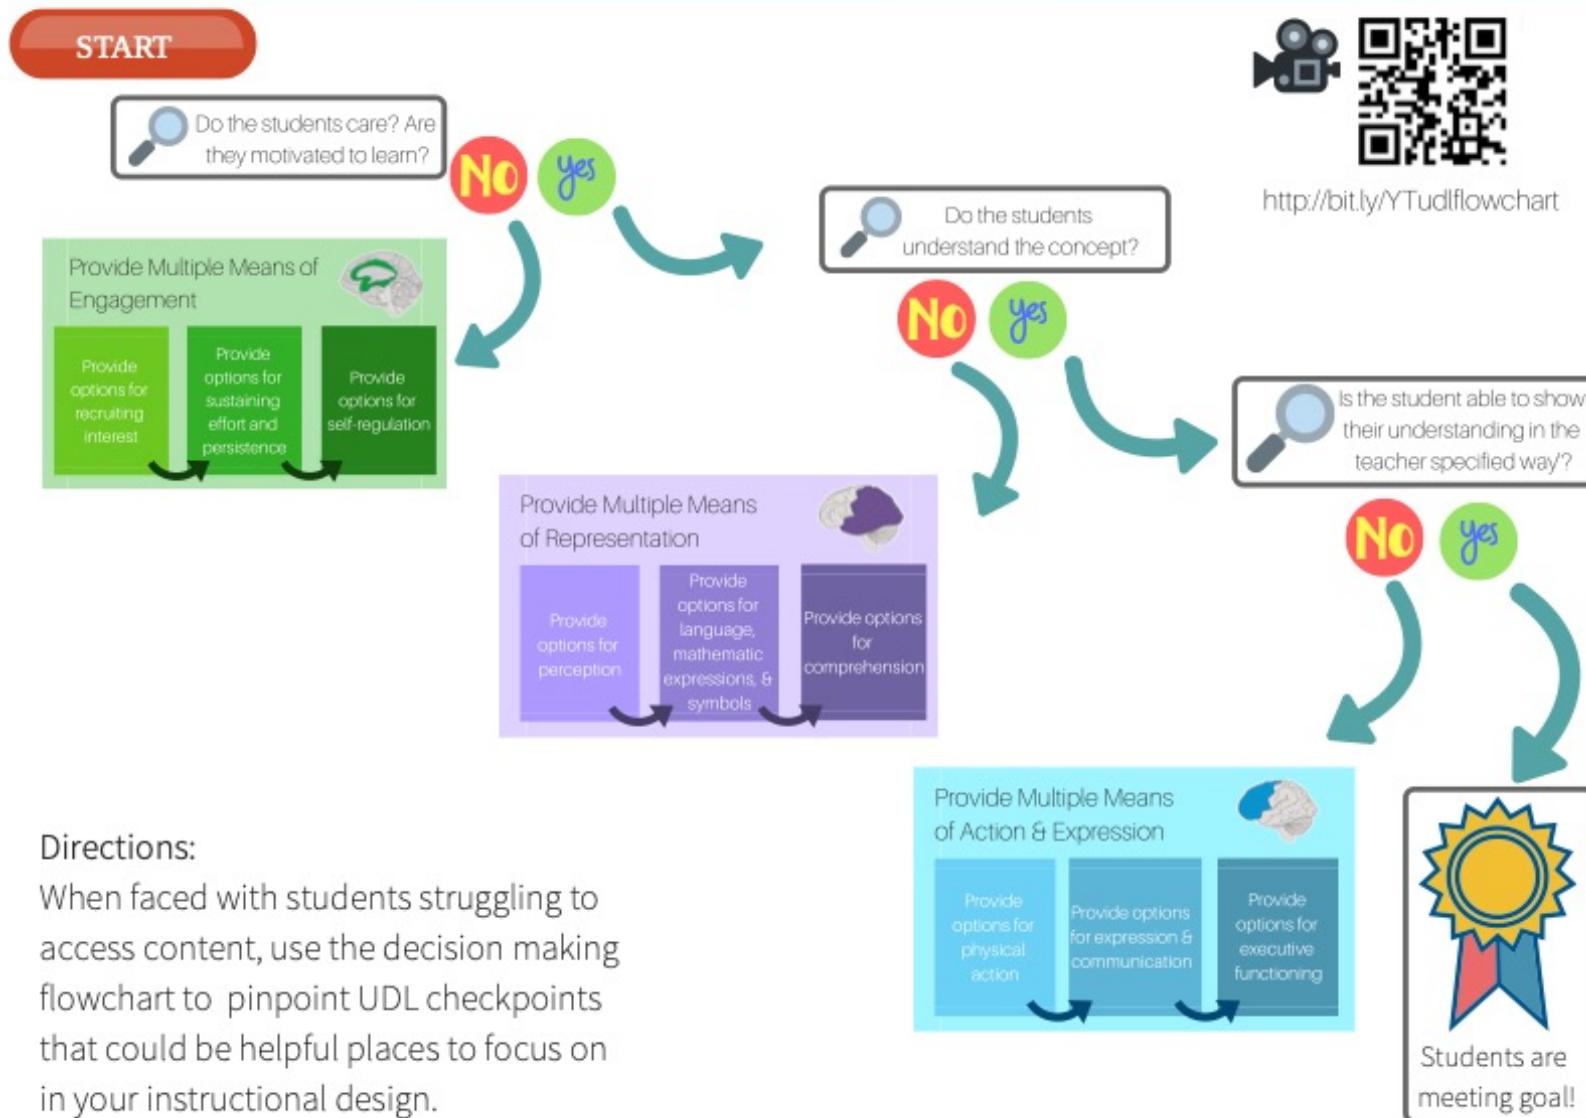 START
Do the students care? Are
they motivated to learn?
No
yes
http://bit.ly/YTudlflowchart
Do the students
understand the concept?
No
yes
Provide Multiple Means of
Engagement
Provide
options for
recruiting
interest
Provide
options for
sustaining
effort and
persistence
Provide
options for
self-regulation
Is the student able to show
their understanding in the
teacher specified way'?
No
yes
Provide Multiple Means
of Representation
Provide
options for
perception
Provide
options for
language,
mathematic
expressions, &
symbols
Provide options
for
comprehension
Provide Multiple Means
of Action & Expression
Provide
options for
physical
action
Provide options
for expression &
communication
Provide
options for
executive
functioning
Students are
meeting goal!
Directions:
When faced with students struggling to
access content, use the decision making
flowchart to pinpoint UDL checkpoints
that could be helpful places to focus on
in your instructional design.